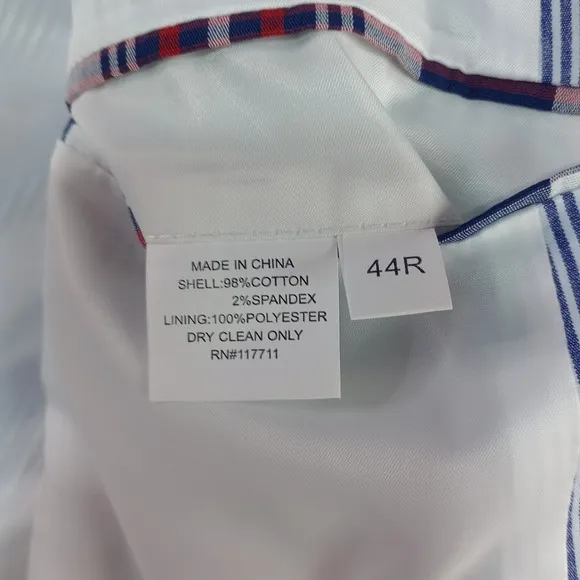 MADE IN CHINA
SHELL:98%COTTON
2%SPANDEX
LINING:100%POLYESTER
DRY CLEAN ONLY
RN#117711
44R